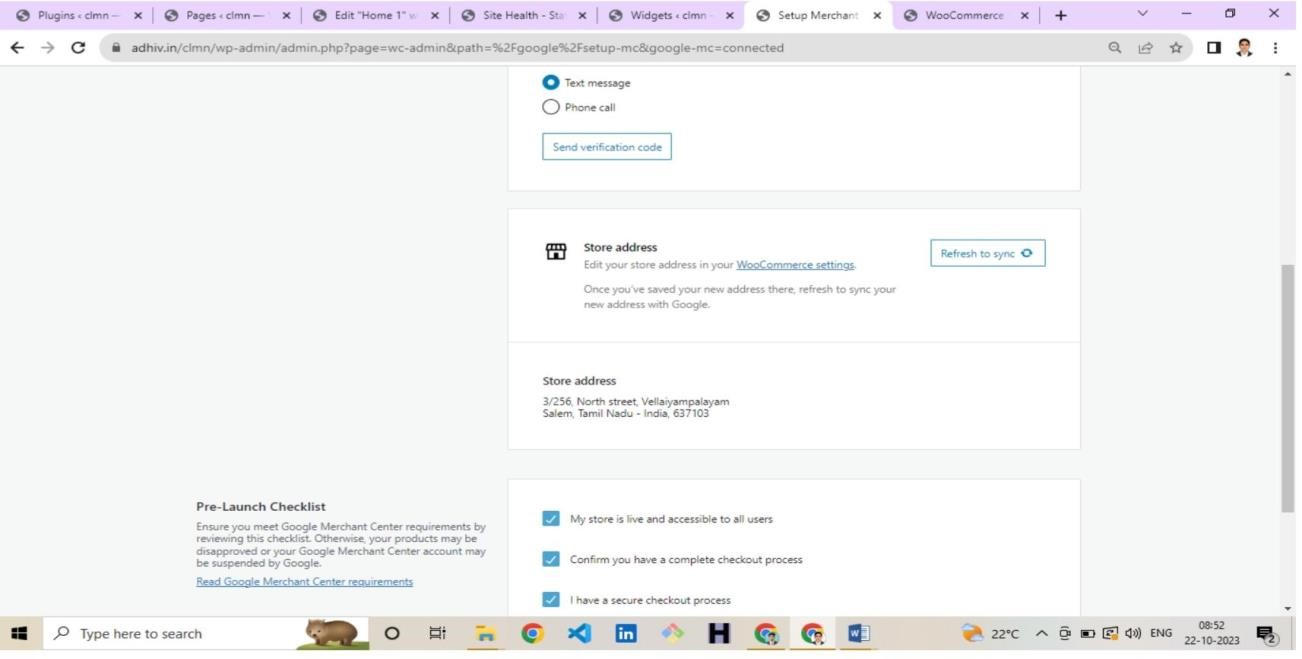 Plugins < clmn —
Pages < clmn —
Edit "Home 1" w
Site Health - Sta
Widgets < clmn –
Setup Merchant
WooCommerce
adhiv.in/clmn/wp-admin/admin.php?page=wc-admin&path=%2Fgoogle%2Fsetup-mc&google-mc=connected
Text message
Phone call
Send verification code
Store address
Edit your store address in your WooCommerce settings.
Once you've saved your new address there, refresh to sync your
new address with Google.
Refresh to sync
Store address
3/256, North street, Vellaiyampalayam
Salem, Tamil Nadu - India, 637103
Pre-Launch Checklist
Ensure you meet Google Merchant Center requirements by
reviewing this checklist. Otherwise, your products may be
disapproved or your Google Merchant Center account may
be suspended by Google.
Read Google Merchant Center requirements
My store is live and accessible to all users
Confirm you have a complete checkout process
I have a secure checkout process
Type here to search
22°C
ENG
08:52
22-10-2023
2